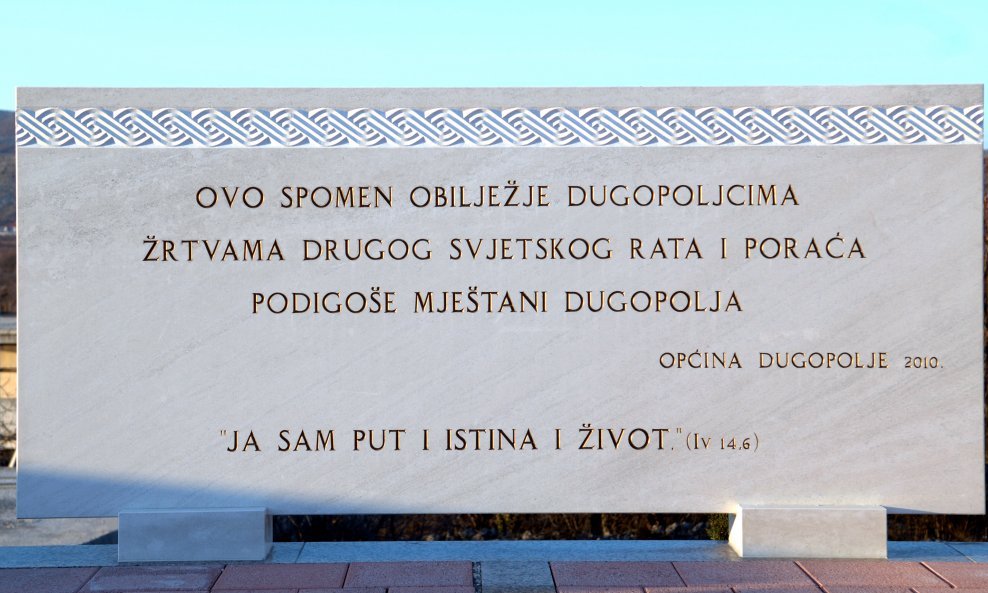 OVO SPOMEN OBILJEŽJE DUGOPOLJCIMA
ŽRTVAMA DRUGOG SVJETSKOG RATA I PORAĆA
PODIGOŠE MJEŠTANI DUGOPOLJA
OPĆINA DUGOPOLJE 2010.
"JA SAM PUT I ISTINA I ŽIVOT." (Iv 14,6)